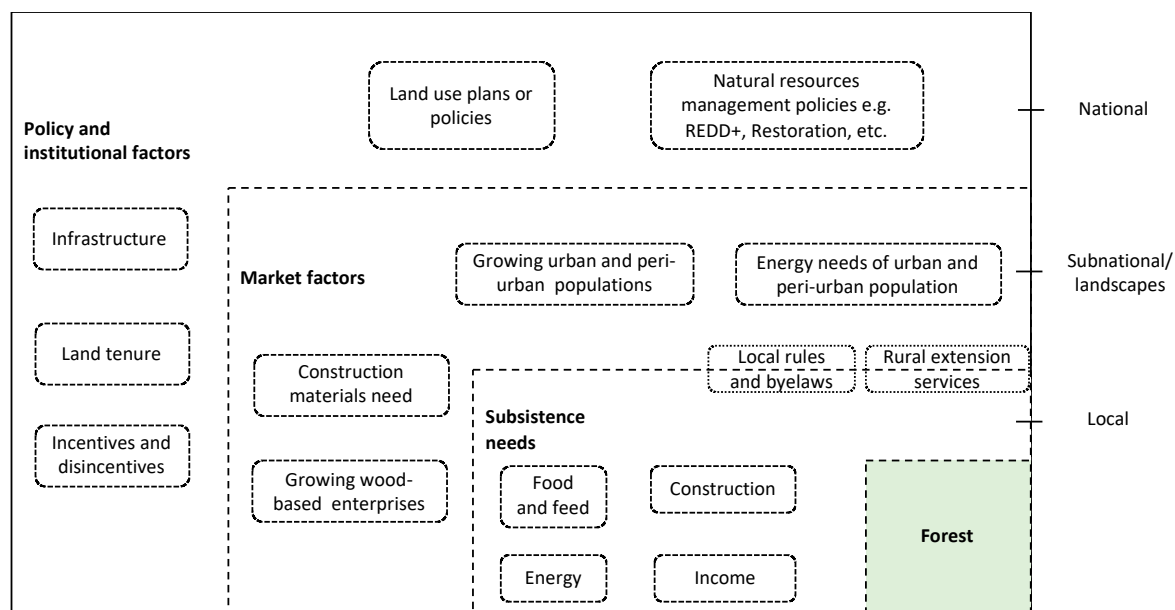 Land use plans or
policies
Natural resources
management policies e.g.
REDD+, Restoration, etc.
National
Policy and
institutional factors
Infrastructure
Land tenure
Incentives and
disincentives
Market factors
Growing urban and peri-
urban populations
Energy needs of urban and
peri-urban population
Subnational/
landscapes
Construction
materials need
Growing wood-
based enterprises
Local rules
and byelaws
Rural extension
services
Local
Subsistence
needs
Food
and feed
Construction
Energy
Income
Forest